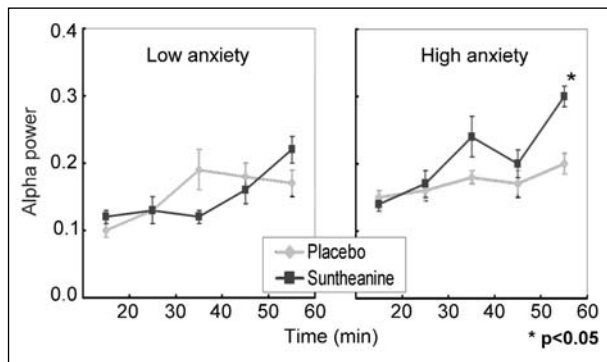 0.4
Low anxiety
High anxiety
*
0.3
Alpha power
0.2
0.1
Placebo
Suntheanine
0.0
20 30 40 50 60
20 30 40 50 60
Time (min)
* p<0.05